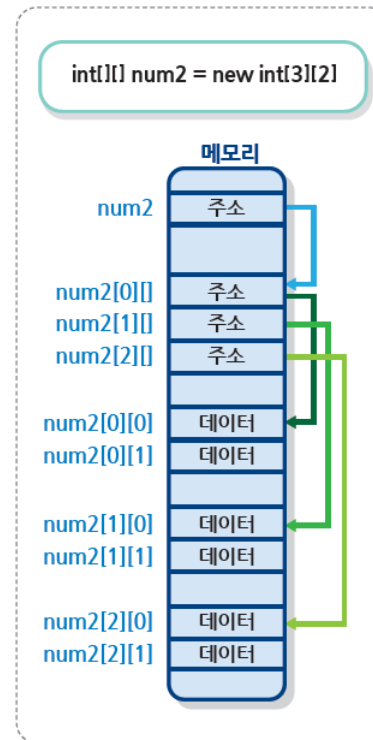 int[][] num2 = new int[3][2]
메모리
num2 주소
num2[0][] 주소
num2[1][] 주소
num2[2][] 주소
num2[0][0] 데이터
num2[0][1] 데이터
num2[1][0] 데이터
num2[1][1] 데이터
num2[2][0] 데이터
num2[2][1] 데이터